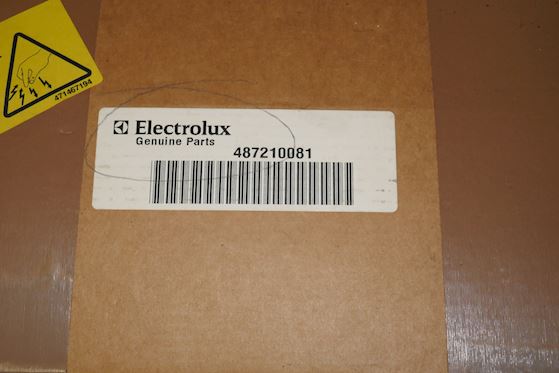 471467194
Electrolux
Genuine Parts
487210081